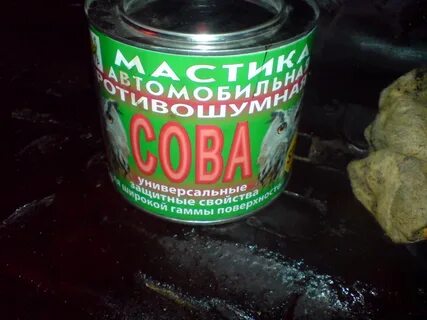 МАСТИКА
АВТОМОБИЛЬНАЯ
ПРОТИВОШУМНАЯ
СОВА
универсальные
защитные свойства
широкой гаммы поверхностей